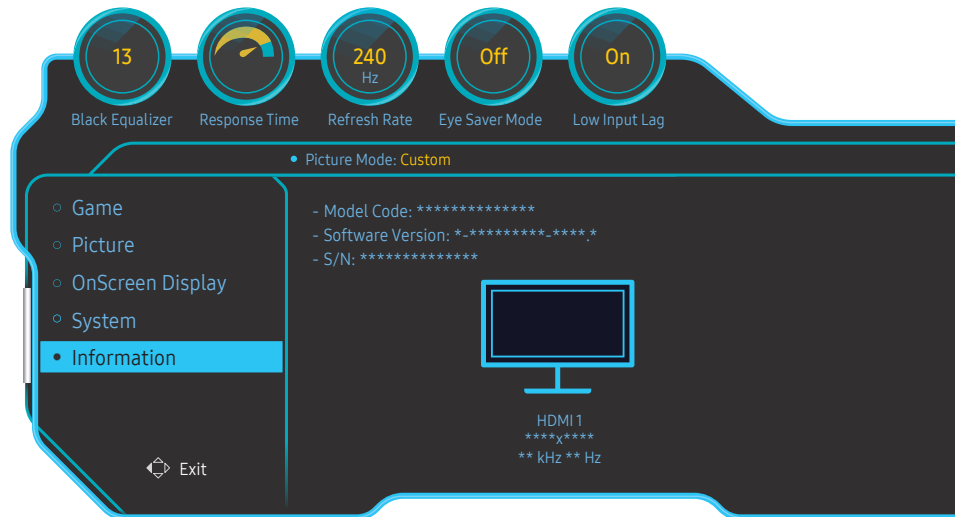 13
240
Hz
Off
On
Black Equalizer
Response Time
Refresh Rate
Eye Saver Mode
Low Input Lag
Picture Mode: Custom
Game
Picture
OnScreen Display
System
Information
Exit
- Model Code: **************
- Software Version: *-*********-****.*
- S/N: **************
HDMI 1
****x****
** kHz ** Hz